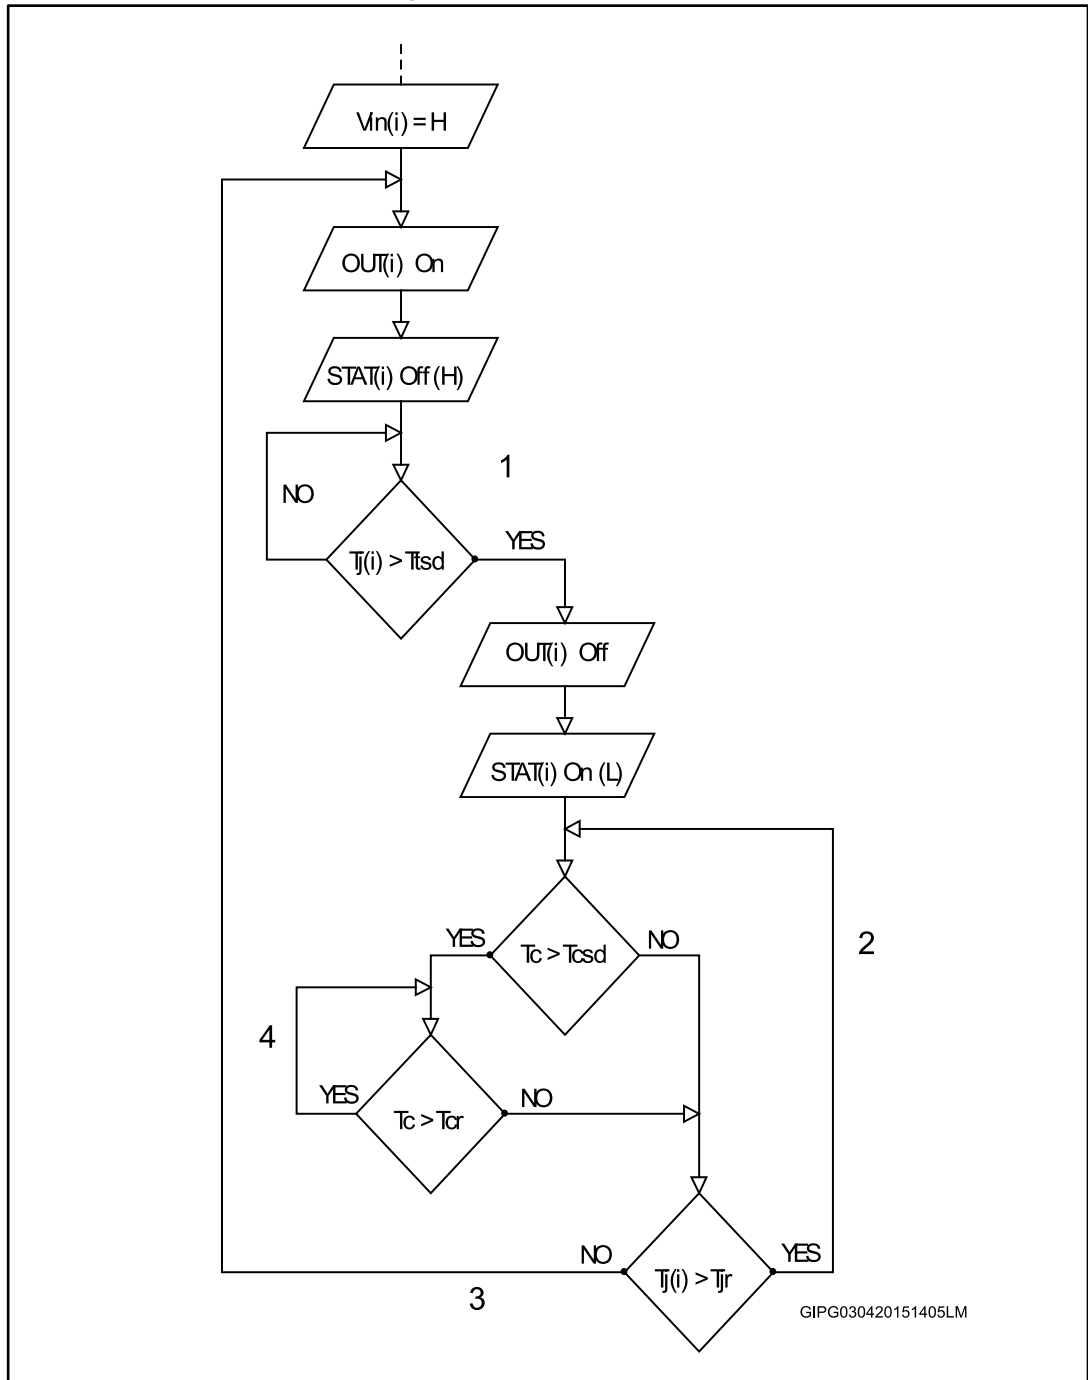 Vin(i) = H
OUT(i) On
STAT(i) Off (H)
1
NO
Tj(i) > Ttsd
YES
OUT(i) Off
STAT(i) On (L)
YES
Tc > Tcsd
NO
2
4
YES
Tc > Tcr
NO
NO
Tj(i) > Tjr
YES
3
GIPG030420151405LM